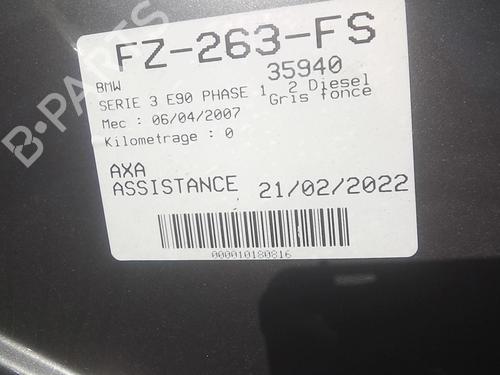 FZ-263-FS
35940
BMW
SERIE 3 E90 PHASE 1 2 Diesel
Gris fonce
Mec : 06/04/2007
Kilometrage : 0
AXA
ASSISTANCE 21/02/2022
000010180816
B-PARTS